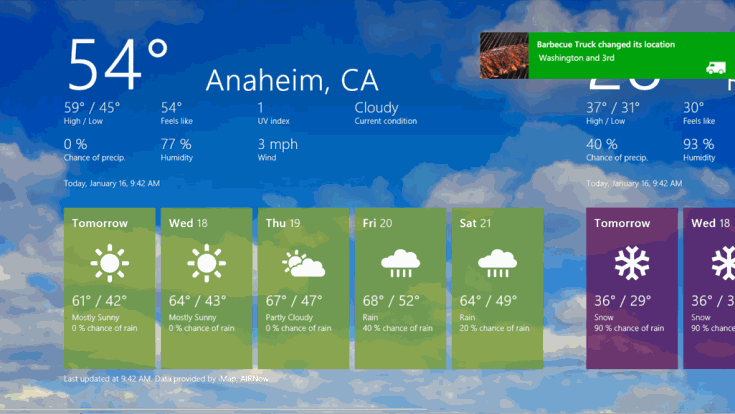 54°
Anaheim, CA
59° / 45°
High / Low
54°
Feels like
1
UV index
Cloudy
Current condition
0 %
Chance of precip.
77 %
Humidity
3 mph
Wind
Today, January 16, 9:42 AM
Tomorrow
61° / 42°
Mostly Sunny
0 % chance of rain
Wed 18
64° / 43°
Mostly Sunny
0 % chance of rain
Thu 19
67° / 47°
Partly Cloudy
0 % chance of rain
Fri 20
68° / 52°
Rain
40 % chance of rain
Sat 21
64° / 49°
Rain
20 % chance of rain
Last updated at 9:42 AM. Data provided by iMap, AIRNow
Barbecue Truck changed its location
Washington and 3rd
37° / 31°
High / Low
30°
Feels like
40 %
Chance of precip.
93 %
Humidity
Today, January 16, 9:42 AM
Tomorrow
36° / 29°
Snow
90 % chance of rain
Wed 18
36° / 3
Snow
90 % chance